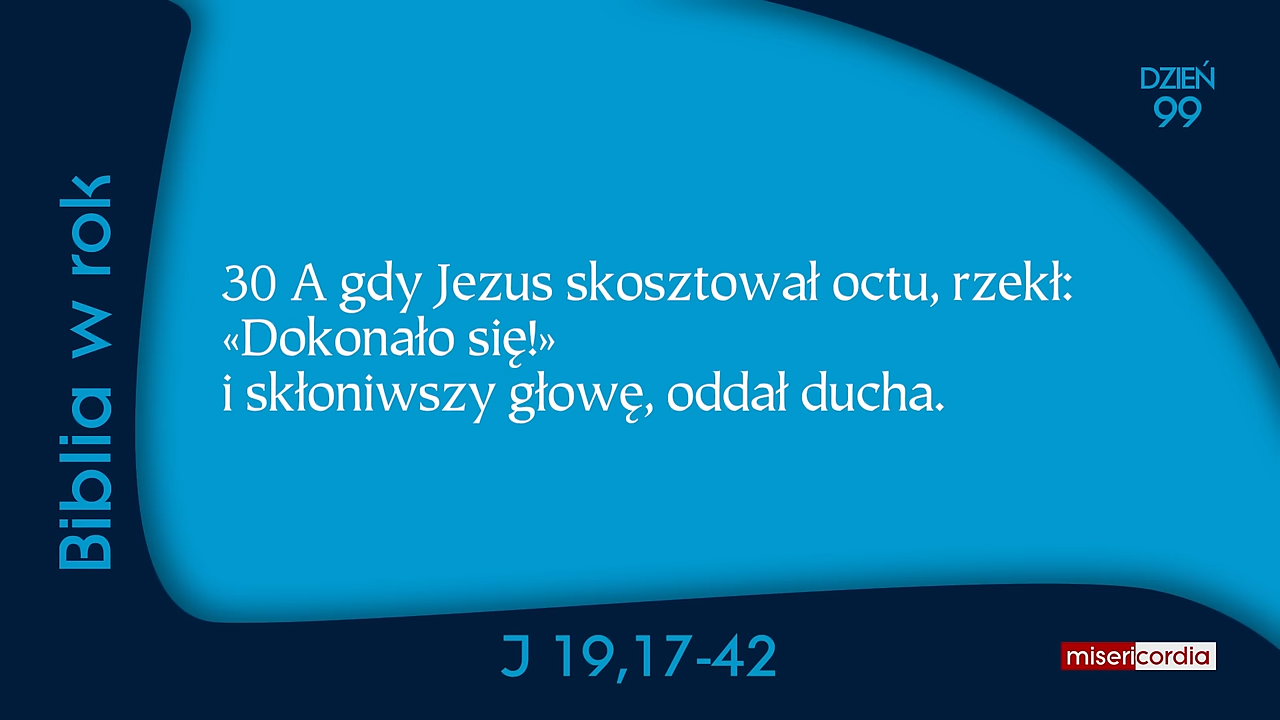 DZIEŃ
99
Biblia w rok
30 A gdy Jezus skosztował octu, rzekł:
«Dokonało się!»
i skłoniwszy głowę, oddał ducha.
J 19,17-42
misericordia